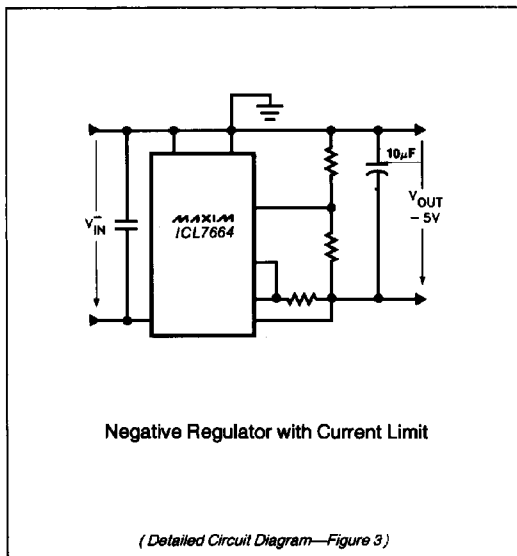 10μF
MAXIM
ICL7664
V⁻IN
VOUT
– 5V
Negative Regulator with Current Limit
(Detailed Circuit Diagram—Figure 3)